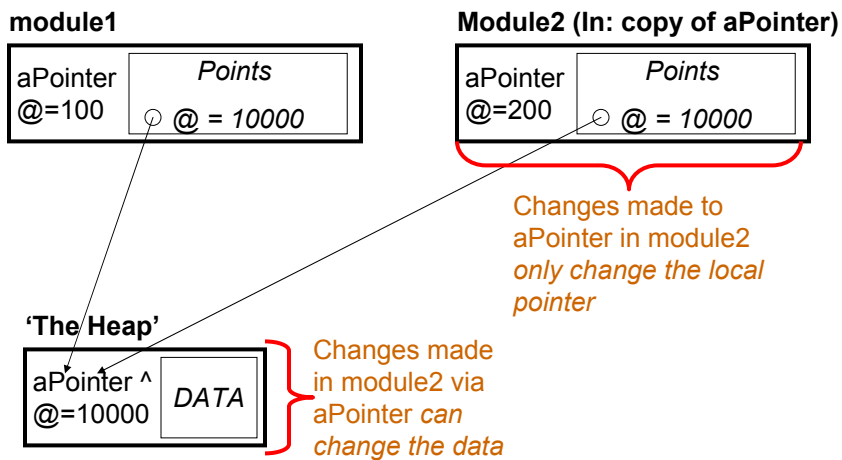 module1
Module2 (In: copy of aPointer)
aPointer
@=100
Points
@ = 10000
aPointer
@=200
Points
@ = 10000
Changes made to
aPointer in module2
only change the local
pointer
‘The Heap’
aPointer ^
@=10000
DATA
Changes made
in module2 via
aPointer can
change the data